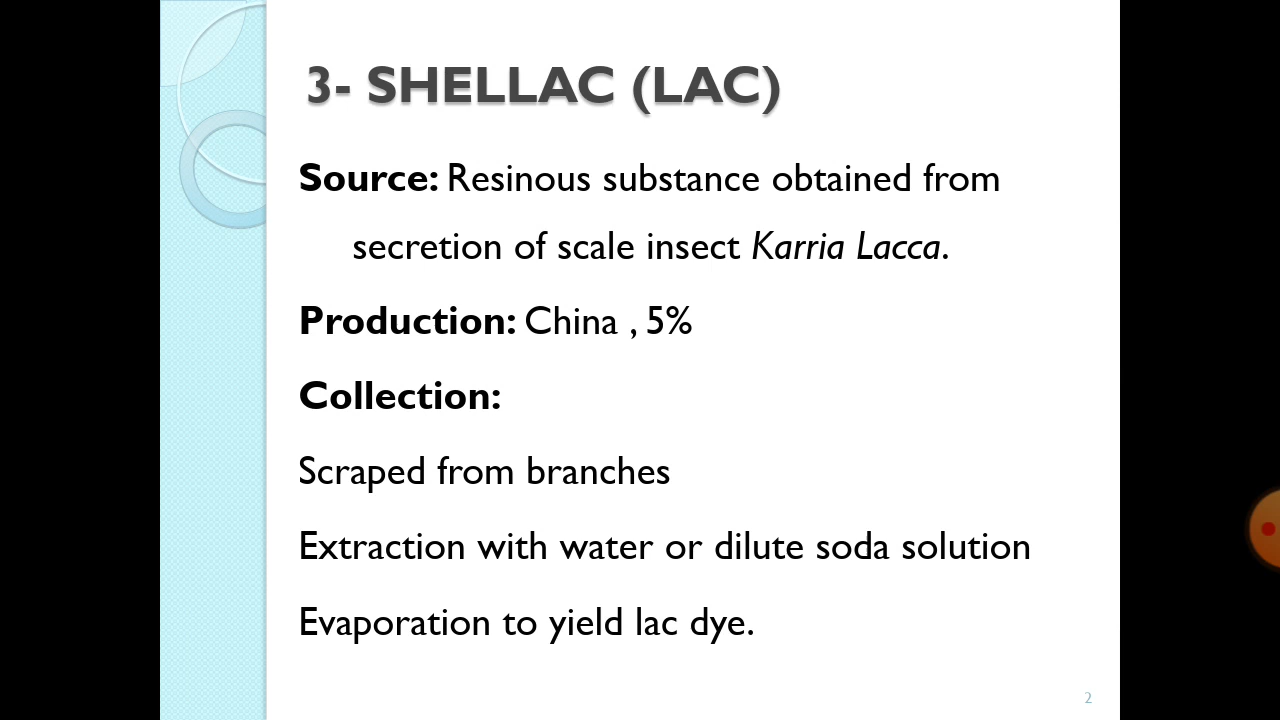 3- SHELLAC (LAC)
Source: Resinous substance obtained from
secretion of scale insect Karria Lacca.
Production: China , 5%
Collection:
Scraped from branches
Extraction with water or dilute soda solution
Evaporation to yield lac dye.
2